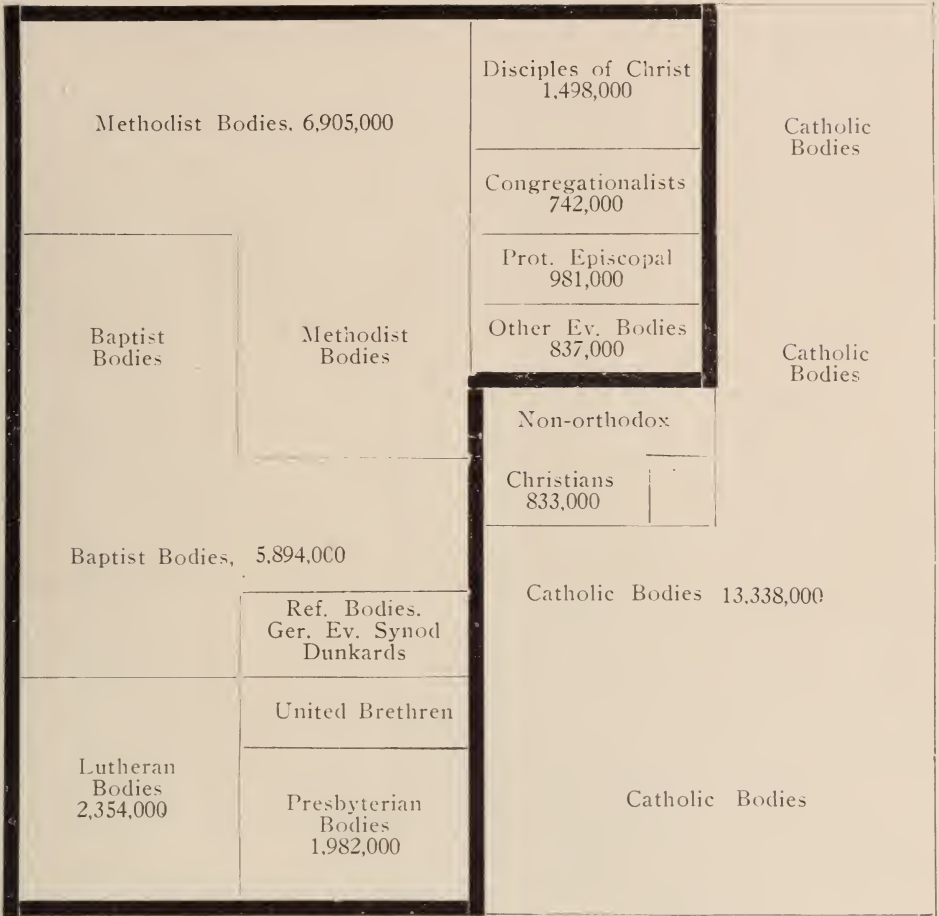 Methodist Bodies. 6,905,000
Disciples of Christ
1,498,000
Catholic
Bodies
Congregationalists
742,000
Prot. Episcopal
981,000
Baptist
Bodies
Methodist
Bodies
Other Ev. Bodies
837,000
Catholic
Bodies
Non-orthodox
Christians
833,000
Baptist Bodies, 5,894,000
Catholic Bodies 13,338,000
Ref. Bodies.
Ger. Ev. Synod
Dunkards
United Brethren
Lutheran
Bodies
2,354,000
Presbyterian
Bodies
1,982,000
Catholic Bodies